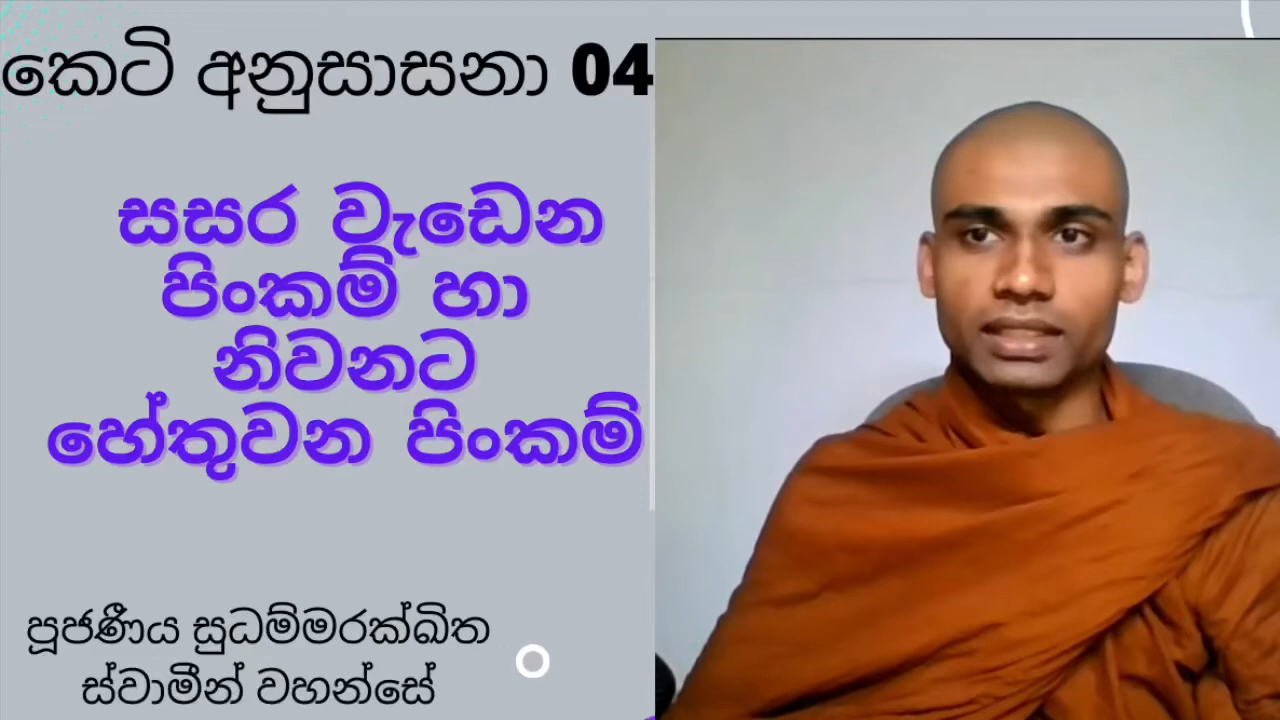 කෙටි අනුසාසනා 04
සසර වැඩෙන
පිංකම් හා
නිවනට
හේතුවන පිංකම්
පූජණීය සුධම්මරක්ඛිත
ස්වාමීන් වහන්සේ